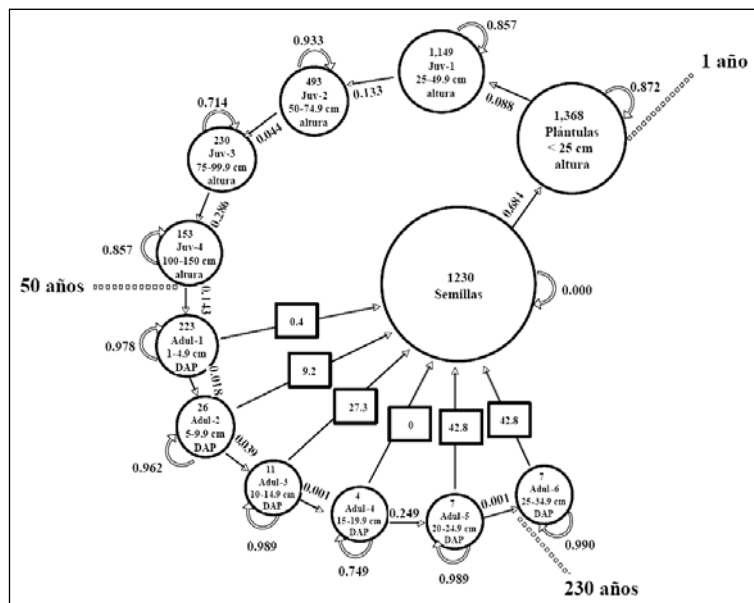 0.857
1,149
Juv-1
25-49.9 cm
altura
0.933
493
Juv-2
50-74.9 cm
altura
0.133
0.088
0.872
1 año
1,368
Plántulas
< 25 cm
altura
0.714
0.044
230
Juv-3
75-99.9 cm
altura
0.286
0.684
0.857
153
Juv-4
100-150 cm
altura
1230
Semillas
0.000
50 años
0.143
0.978
223
Adul-1
1-4.9 cm
DAP
0.4
0.018
9.2
26
Adul-2
5-9.9 cm
DAP
27.3
0
42.8
42.8
0.962
0.039
11
Adul-3
10-14.9 cm
DAP
0.001
4
Adul-4
15-19.9 cm
DAP
0.249
7
Adul-5
20-24.9 cm
DAP
0.001
7
Adul-6
25-34.9 cm
DAP
0.989
0.749
0.989
0.990
230 años